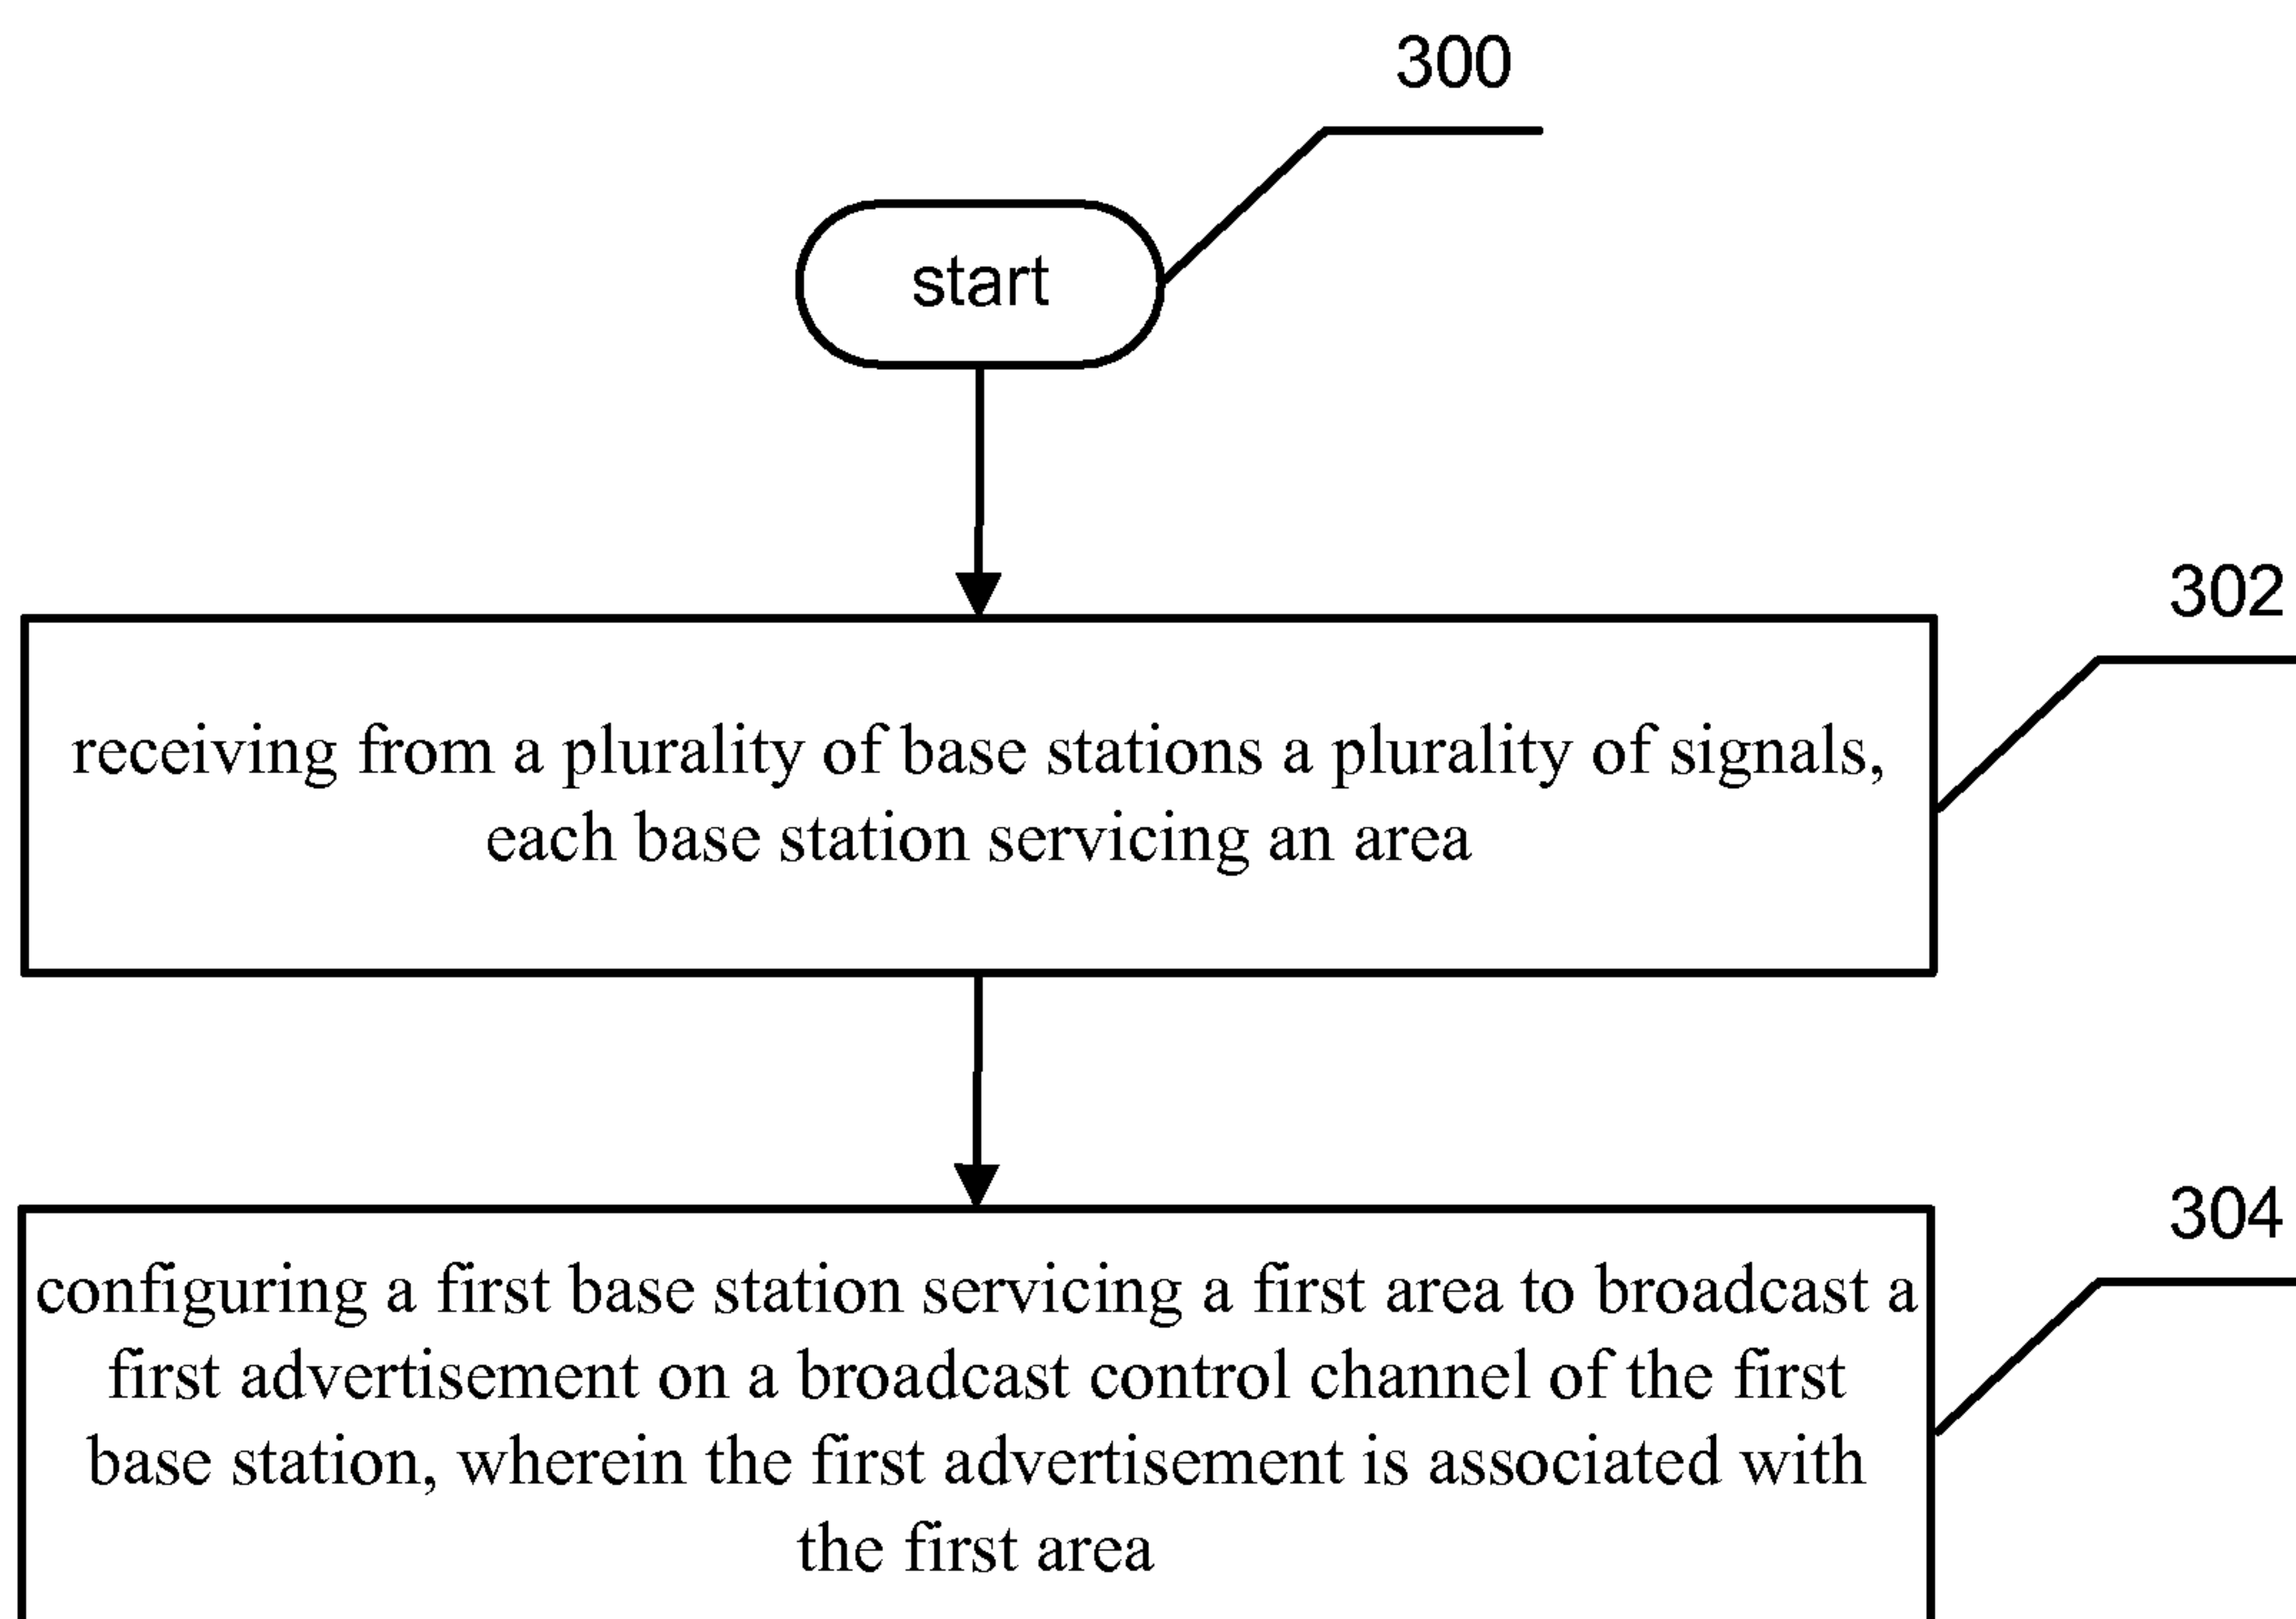 300
start
302
receiving from a plurality of base stations a plurality of signals,
each base station servicing an area
304
configuring a first base station servicing a first area to broadcast a
first advertisement on a broadcast control channel of the first
base station, wherein the first advertisement is associated with
the first area